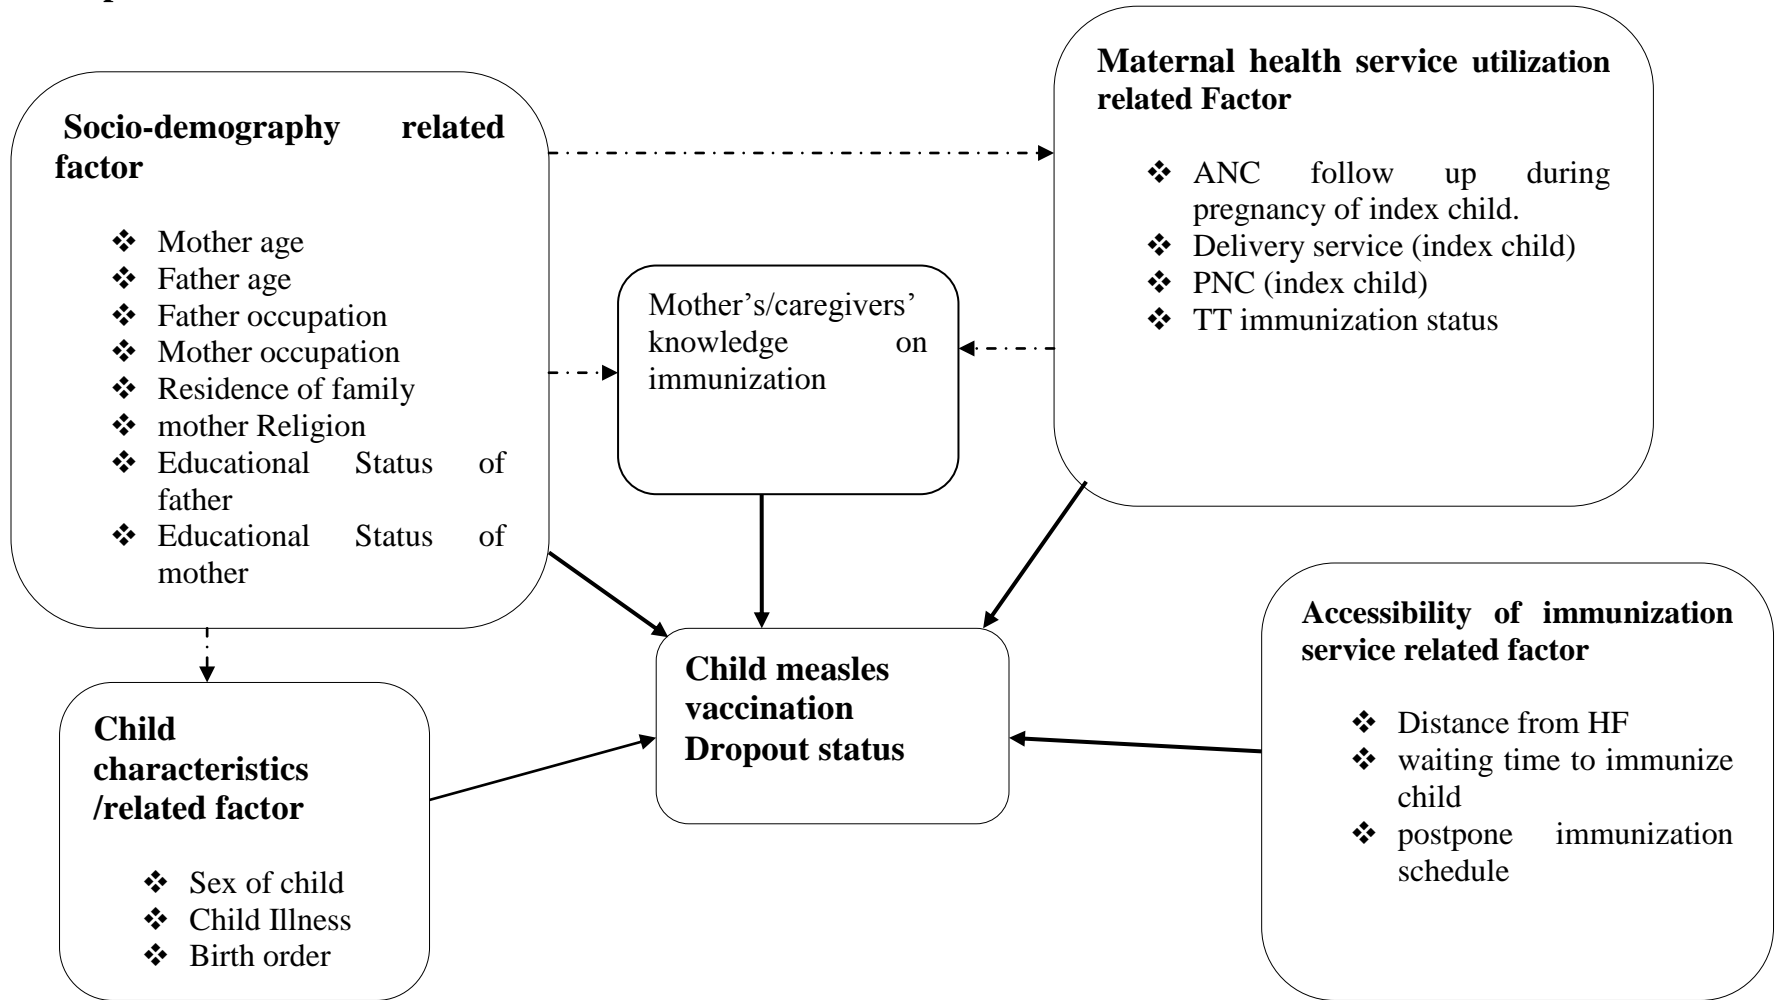 Socio-demography related
factor
❖ Mother age
❖ Father age
❖ Father occupation
❖ Mother occupation
❖ Residence of family
❖ mother Religion
❖ Educational Status of
father
❖ Educational Status of
mother
Maternal health service utilization
related Factor
❖ ANC follow up during
pregnancy of index child.
❖ Delivery service (index child)
❖ PNC (index child)
❖ TT immunization status
Mother’s/caregivers’
knowledge on
immunization
Child measles
vaccination
Dropout status
Accessibility of immunization
service related factor
❖ Distance from HF
❖ waiting time to immunize
child
❖ postpone immunization
schedule
Child
characteristics
/related factor
❖ Sex of child
❖ Child Illness
❖ Birth order